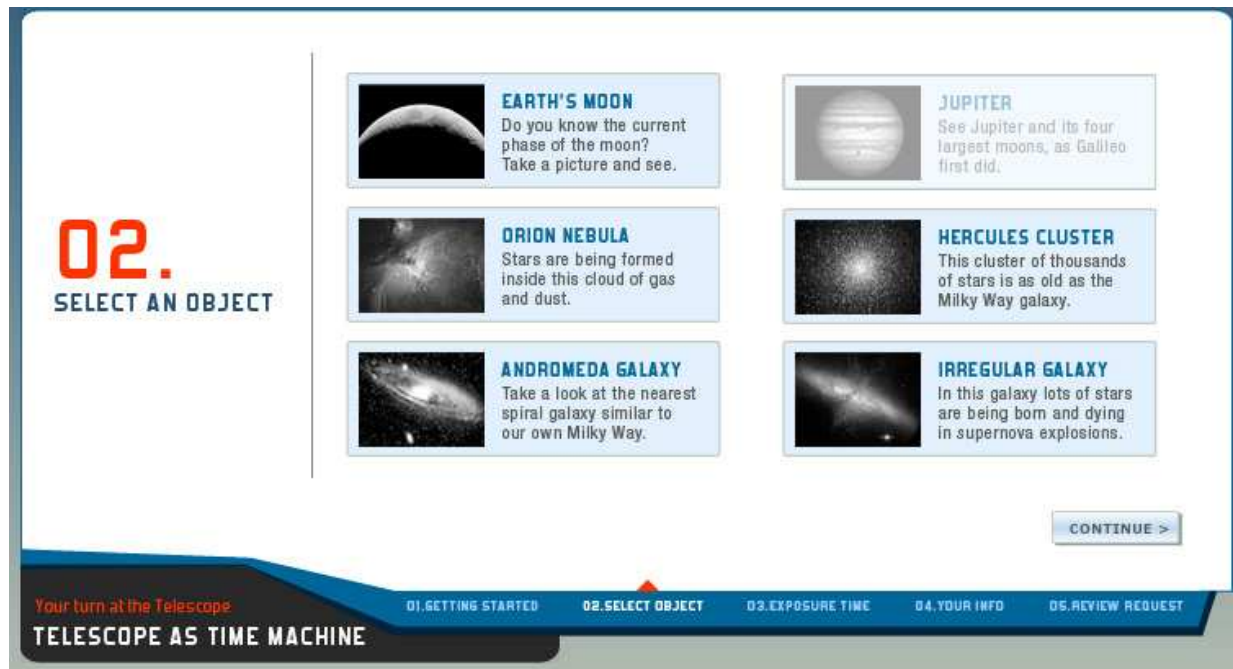 02.
SELECT AN OBJECT
EARTH'S MOON
Do you know the current
phase of the moon?
Take a picture and see.
JUPITER
See Jupiter and its four
largest moons, as Galileo
first did.
ORION NEBULA
Stars are being formed
inside this cloud of gas
and dust.
HERCULES CLUSTER
This cluster of thousands
of stars is as old as the
Milky Way galaxy.
ANDROMEDA GALAXY
Take a look at the nearest
spiral galaxy similar to
our own Milky Way.
IRREGULAR GALAXY
In this galaxy lots of stars
are being born and dying
in supernova explosions.
CONTINUE >
Your turn at the Telescope
TELESCOPE AS TIME MACHINE
01.GETTING STARTED
02.SELECT OBJECT
03.EXPOSURE TIME
04.YOUR INFO
05.REVIEW REQUEST